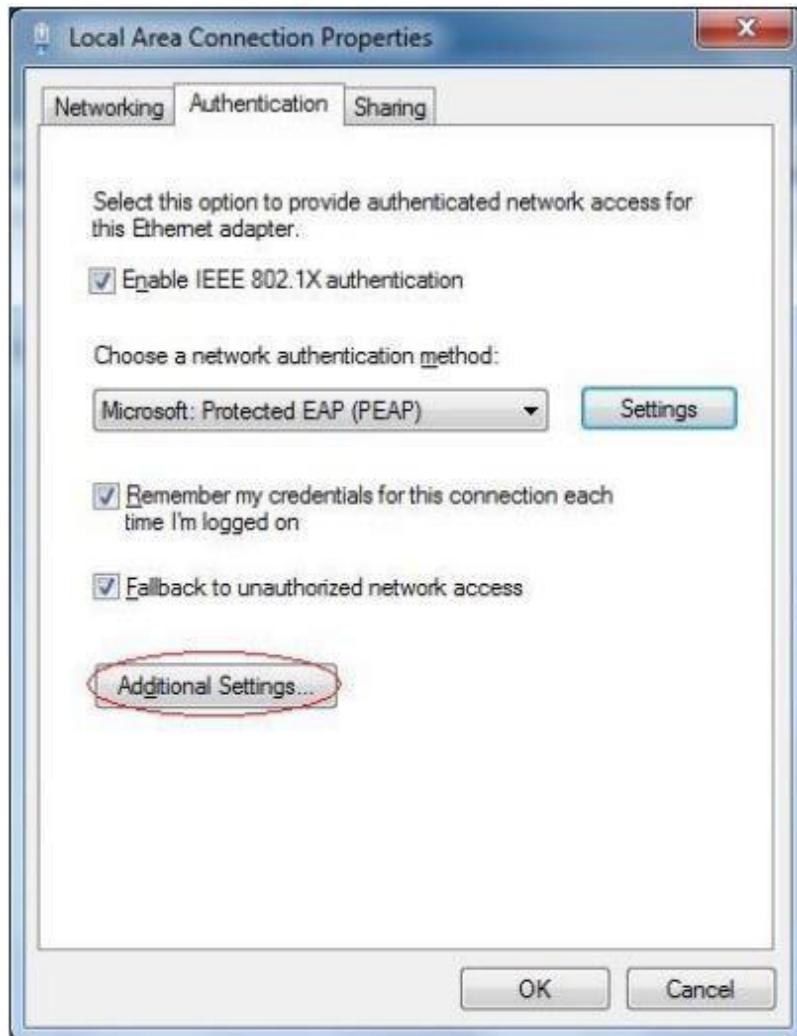 Local Area Connection Properties
Networking Authentication Sharing
Select this option to provide authenticated network access for
this Ethernet adapter.
Enable IEEE 802.1X authentication
Choose a network authentication method:
Microsoft: Protected EAP (PEAP) Settings
Remember my credentials for this connection each
time I'm logged on
Fallback to unauthorized network access
Additional Settings...
OK Cancel